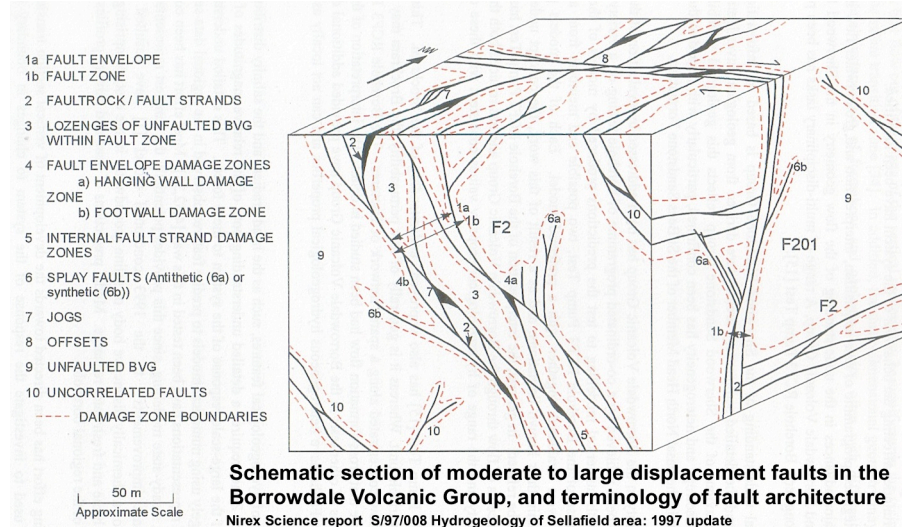 1a FAULT ENVELOPE
1b FAULT ZONE
2 FAULTROCK / FAULT STRANDS
3 LOZENGES OF UNFAULTED BVG
WITHIN FAULT ZONE
4 FAULT ENVELOPE DAMAGE ZONES
a) HANGING WALL DAMAGE
ZONE
b) FOOTWALL DAMAGE ZONE
5 INTERNAL FAULT STRAND DAMAGE
ZONES
6 SPLAY FAULTS (Antithetic (6a) or
synthetic (6b))
7 JOGS
8 OFFSETS
9 UNFAULTED BVG
10 UNCORRELATED FAULTS
DAMAGE ZONE BOUNDARIES
50 m
Approximate Scale
NW
8
7
10
2
3
6b
9
1a
1b
10
F2
6a
F201
9
6a
4b
7
3
4a
F2
6b
2
1b
2
10
10
5
Schematic section of moderate to large displacement faults in the
Borrowdale Volcanic Group, and terminology of fault architecture
Nirex Science report S/97/008 Hydrogeology of Sellafield area: 1997 update